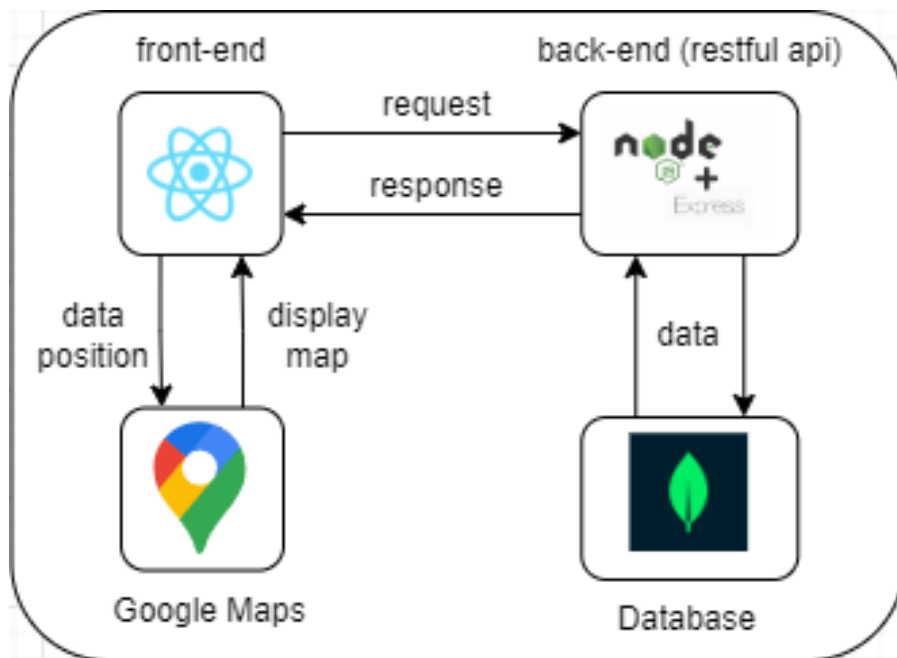 front-end
back-end (restful api)
request
node
JS
+
Express
response
data
position
display
map
data
Google Maps
Database